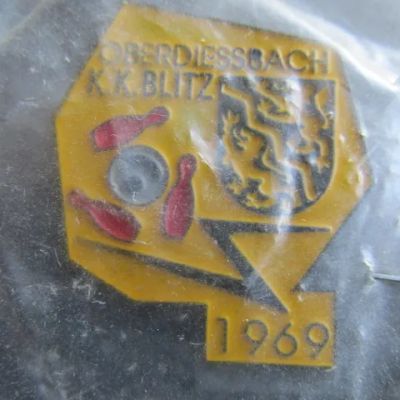 OBERDIESSBACH
K.K. BLITZ
1969